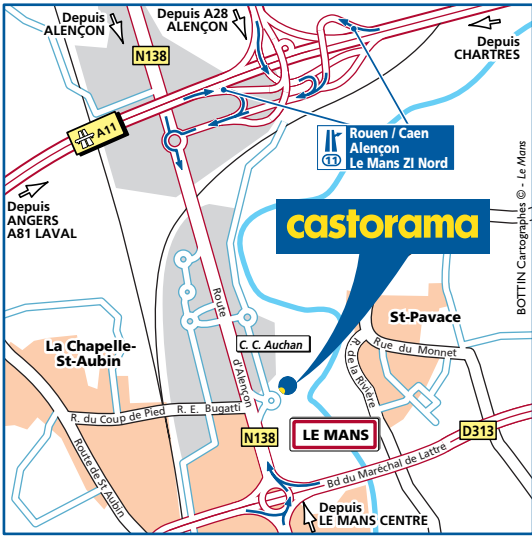 Depuis
ALENÇON
Depuis A28
ALENÇON
N138
Depuis
CHARTRES
A11
11
Rouen / Caen
Alençon
Le Mans ZI Nord
Depuis
ANGERS
A81 LAVAL
castorama
BOTTIN Cartographes © - Le Mans
Route
d'Alençon
C. C. Auchan
St-Pavace
La Chapelle-
St-Aubin
R. de la Rivière
Rue du Monnet
R. du Coup de Pied
R. E. Bugatti
N138
LE MANS
D313
Route de St Aubin
Bd du Maréchal de Lattre
Depuis
LE MANS CENTRE